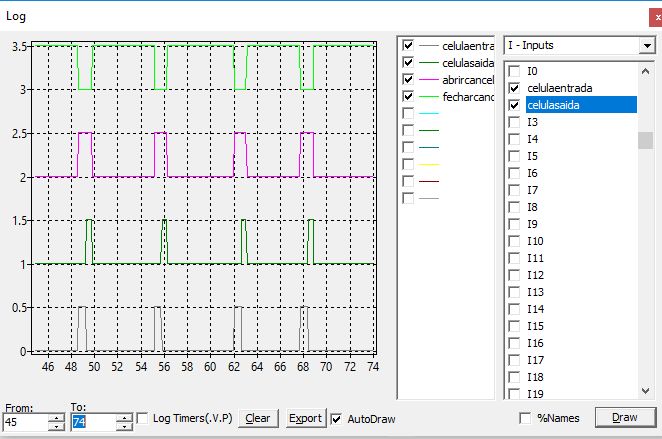 Log
3.5
3
2.5
2
1.5
1
0.5
0
46 48 50 52 54 56 58 60 62 64 66 68 70 72 74
celulaentra
celulasaida
abrircancel
fecharcanc
I - Inputs
I0
celulaentrada
celulasaida
I3
I4
I5
I6
I7
I8
I9
I10
I11
I12
I13
I14
I15
I16
I17
I18
I19
From:
45
To:
74
Log Timers(.V.P)
Clear
Export
AutoDraw
%Names
Draw